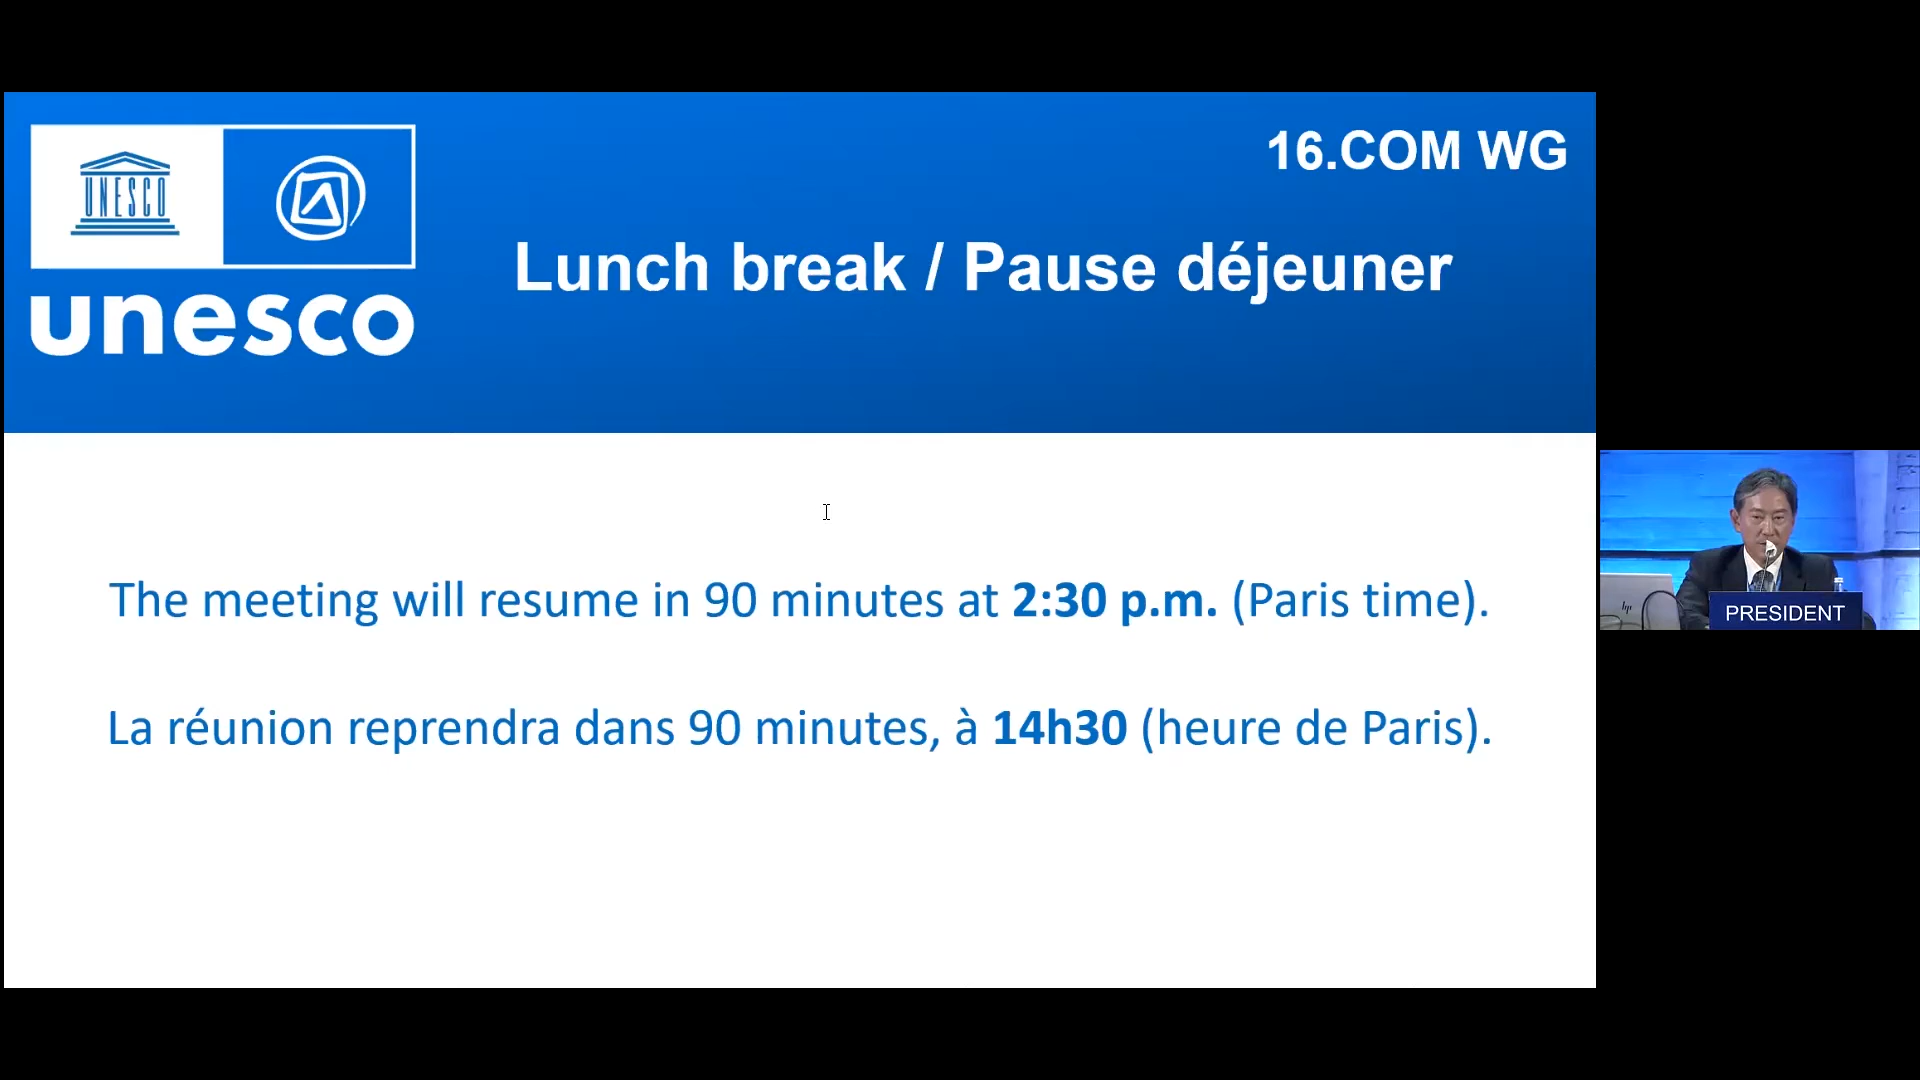 16.COM WG
UNESCO
unesco
Lunch break / Pause déjeuner
The meeting will resume in 90 minutes at 2:30 p.m. (Paris time).
La réunion reprendra dans 90 minutes, à 14h30 (heure de Paris).
hp
PRESIDENT